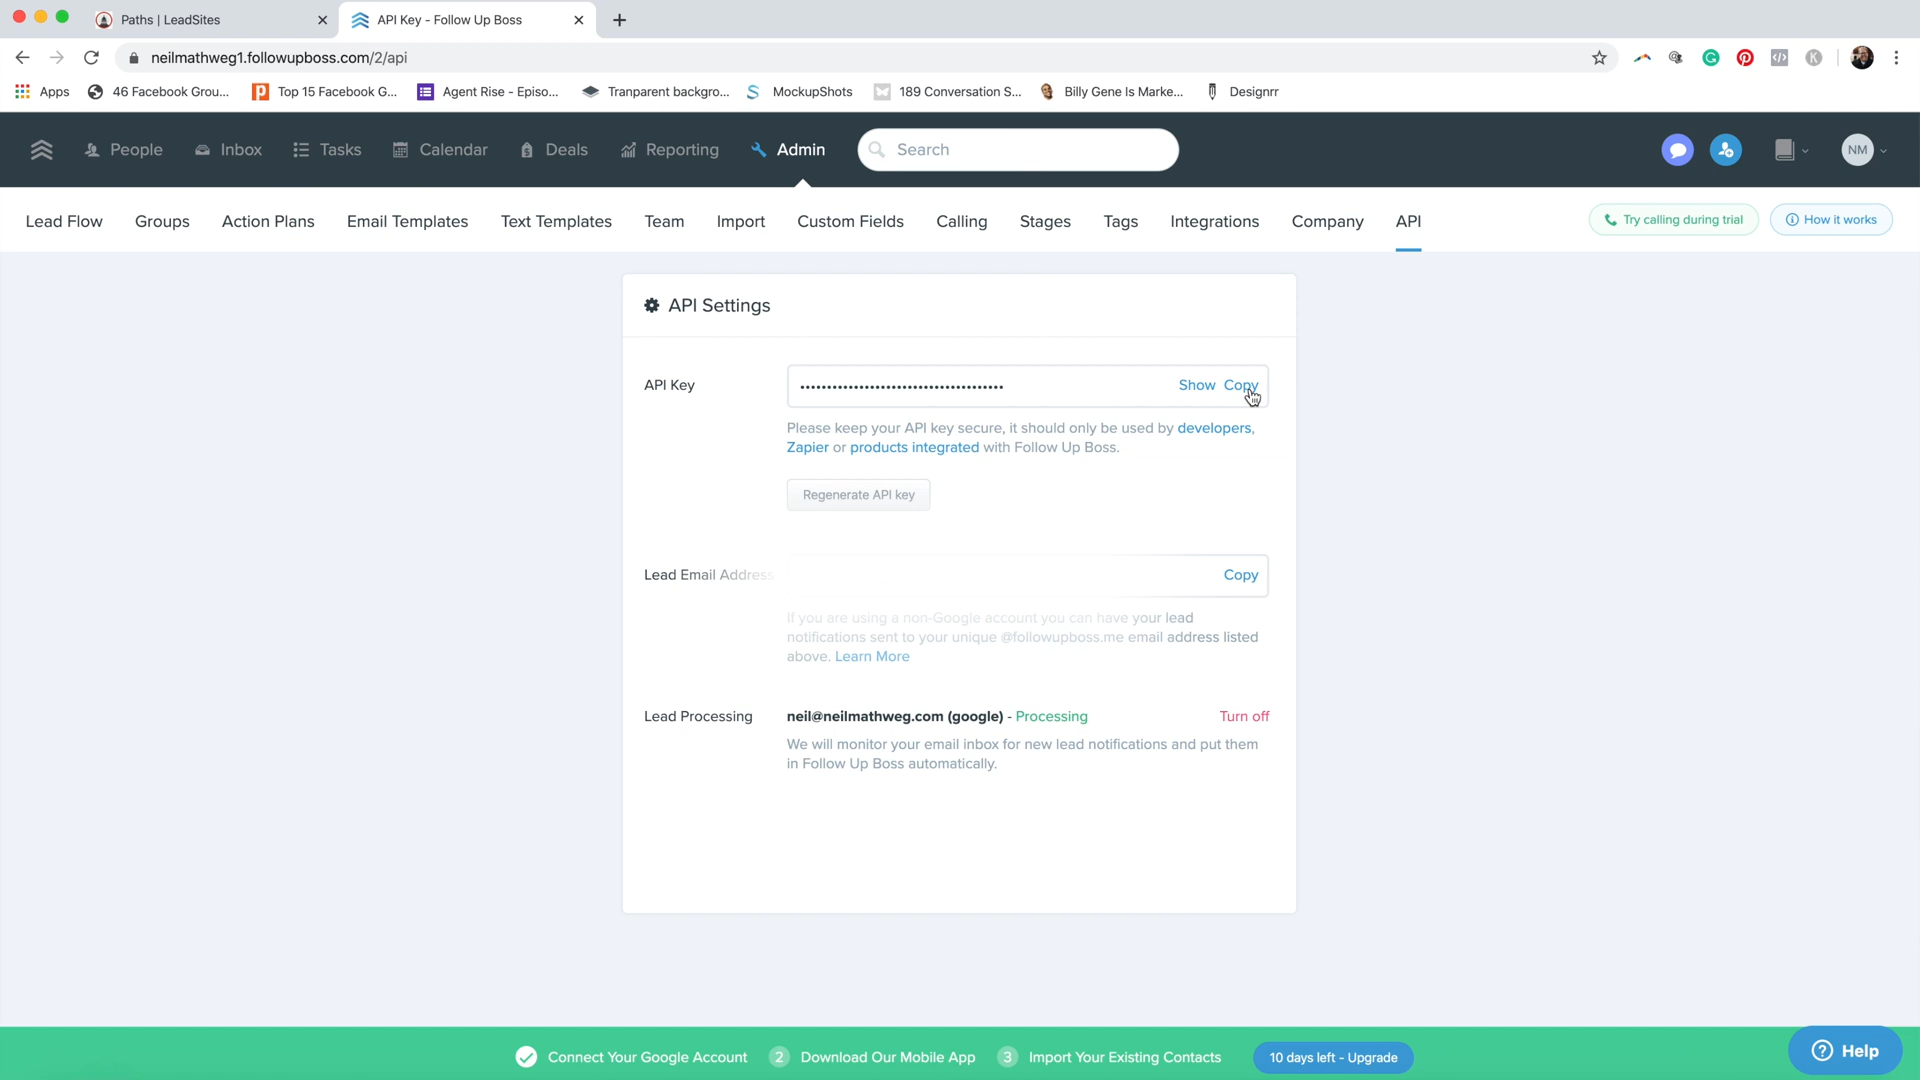 Paths | LeadSites
API Key - Follow Up Boss
neilmathweg1.followupboss.com/2/api
Apps
46 Facebook Grou...
Top 15 Facebook G...
Agent Rise - Episo...
Tranparent backgro...
MockupShots
189 Conversation S...
Billy Gene Is Marke...
Designrr
People
Inbox
Tasks
Calendar
Deals
Reporting
Admin
Search
NM
Lead Flow
Groups
Action Plans
Email Templates
Text Templates
Team
Import
Custom Fields
Calling
Stages
Tags
Integrations
Company
API
Try calling during trial
How it works
API Settings
API Key
Show Copy
Please keep your API key secure, it should only be used by developers,
Zapier or products integrated with Follow Up Boss.
Regenerate API key
Lead Email Address
Copy
If you are using a non-Google account you can have your lead
notifications sent to your unique @followupboss.me email address listed
above. Learn More
Lead Processing
neil@neilmathweg.com (google) - Processing
Turn off
We will monitor your email inbox for new lead notifications and put them
in Follow Up Boss automatically.
Connect Your Google Account
2 Download Our Mobile App
3 Import Your Existing Contacts
10 days left - Upgrade
Help